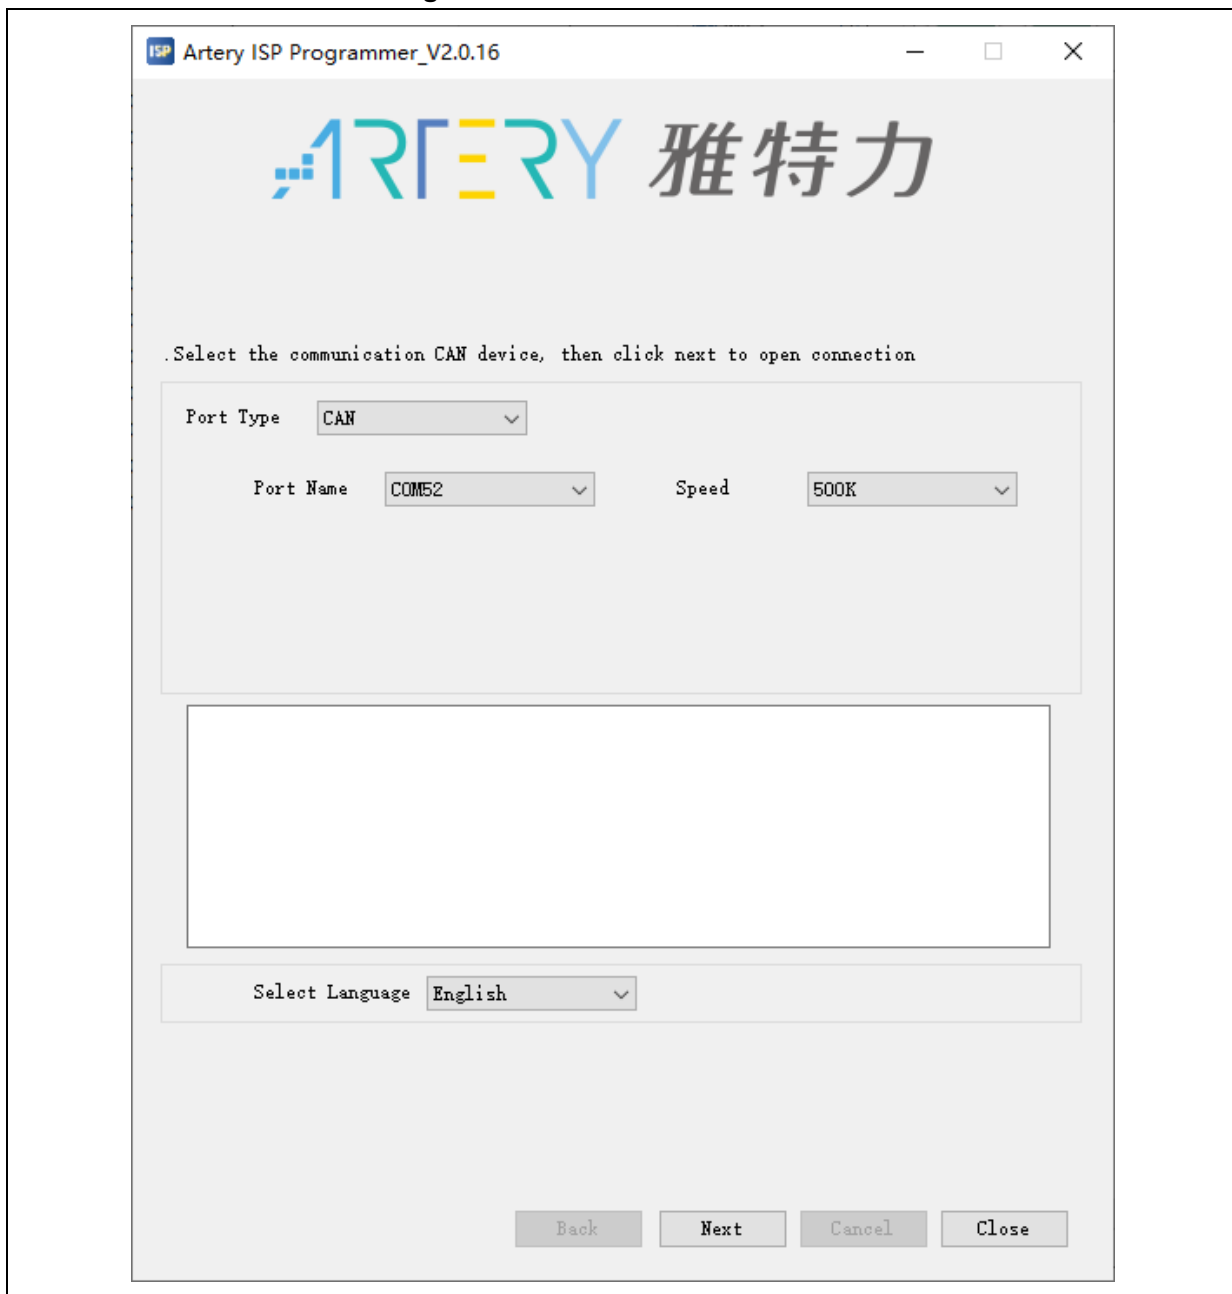 ISP Artery ISP Programmer_V2.0.16
ARTERY 雅特力
.Select the communication CAN device, then click next to open connection
Port Type CAN
Port Name COM52 Speed 500K
Select Language English
Back Next Cancel Close